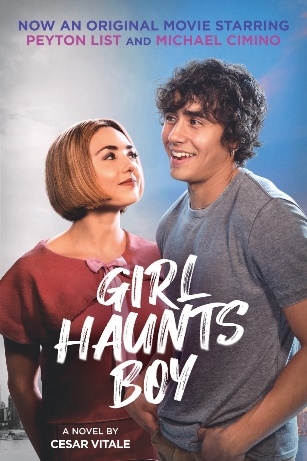 NOW AN ORIGINAL MOVIE STARRING
PEYTON LIST AND MICHAEL CIMINO
GIRL
HAUNTS
BOY
A NOVEL BY
CESAR VITALE